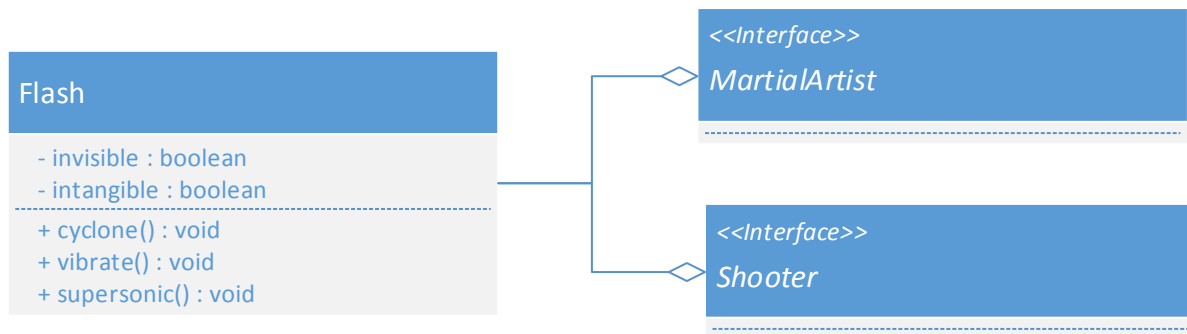 Flash
- invisible : boolean
- intangible : boolean
+ cyclone() : void
+ vibrate() : void
+ supersonic() : void
<<Interface>>
MartialArtist
<<Interface>>
Shooter